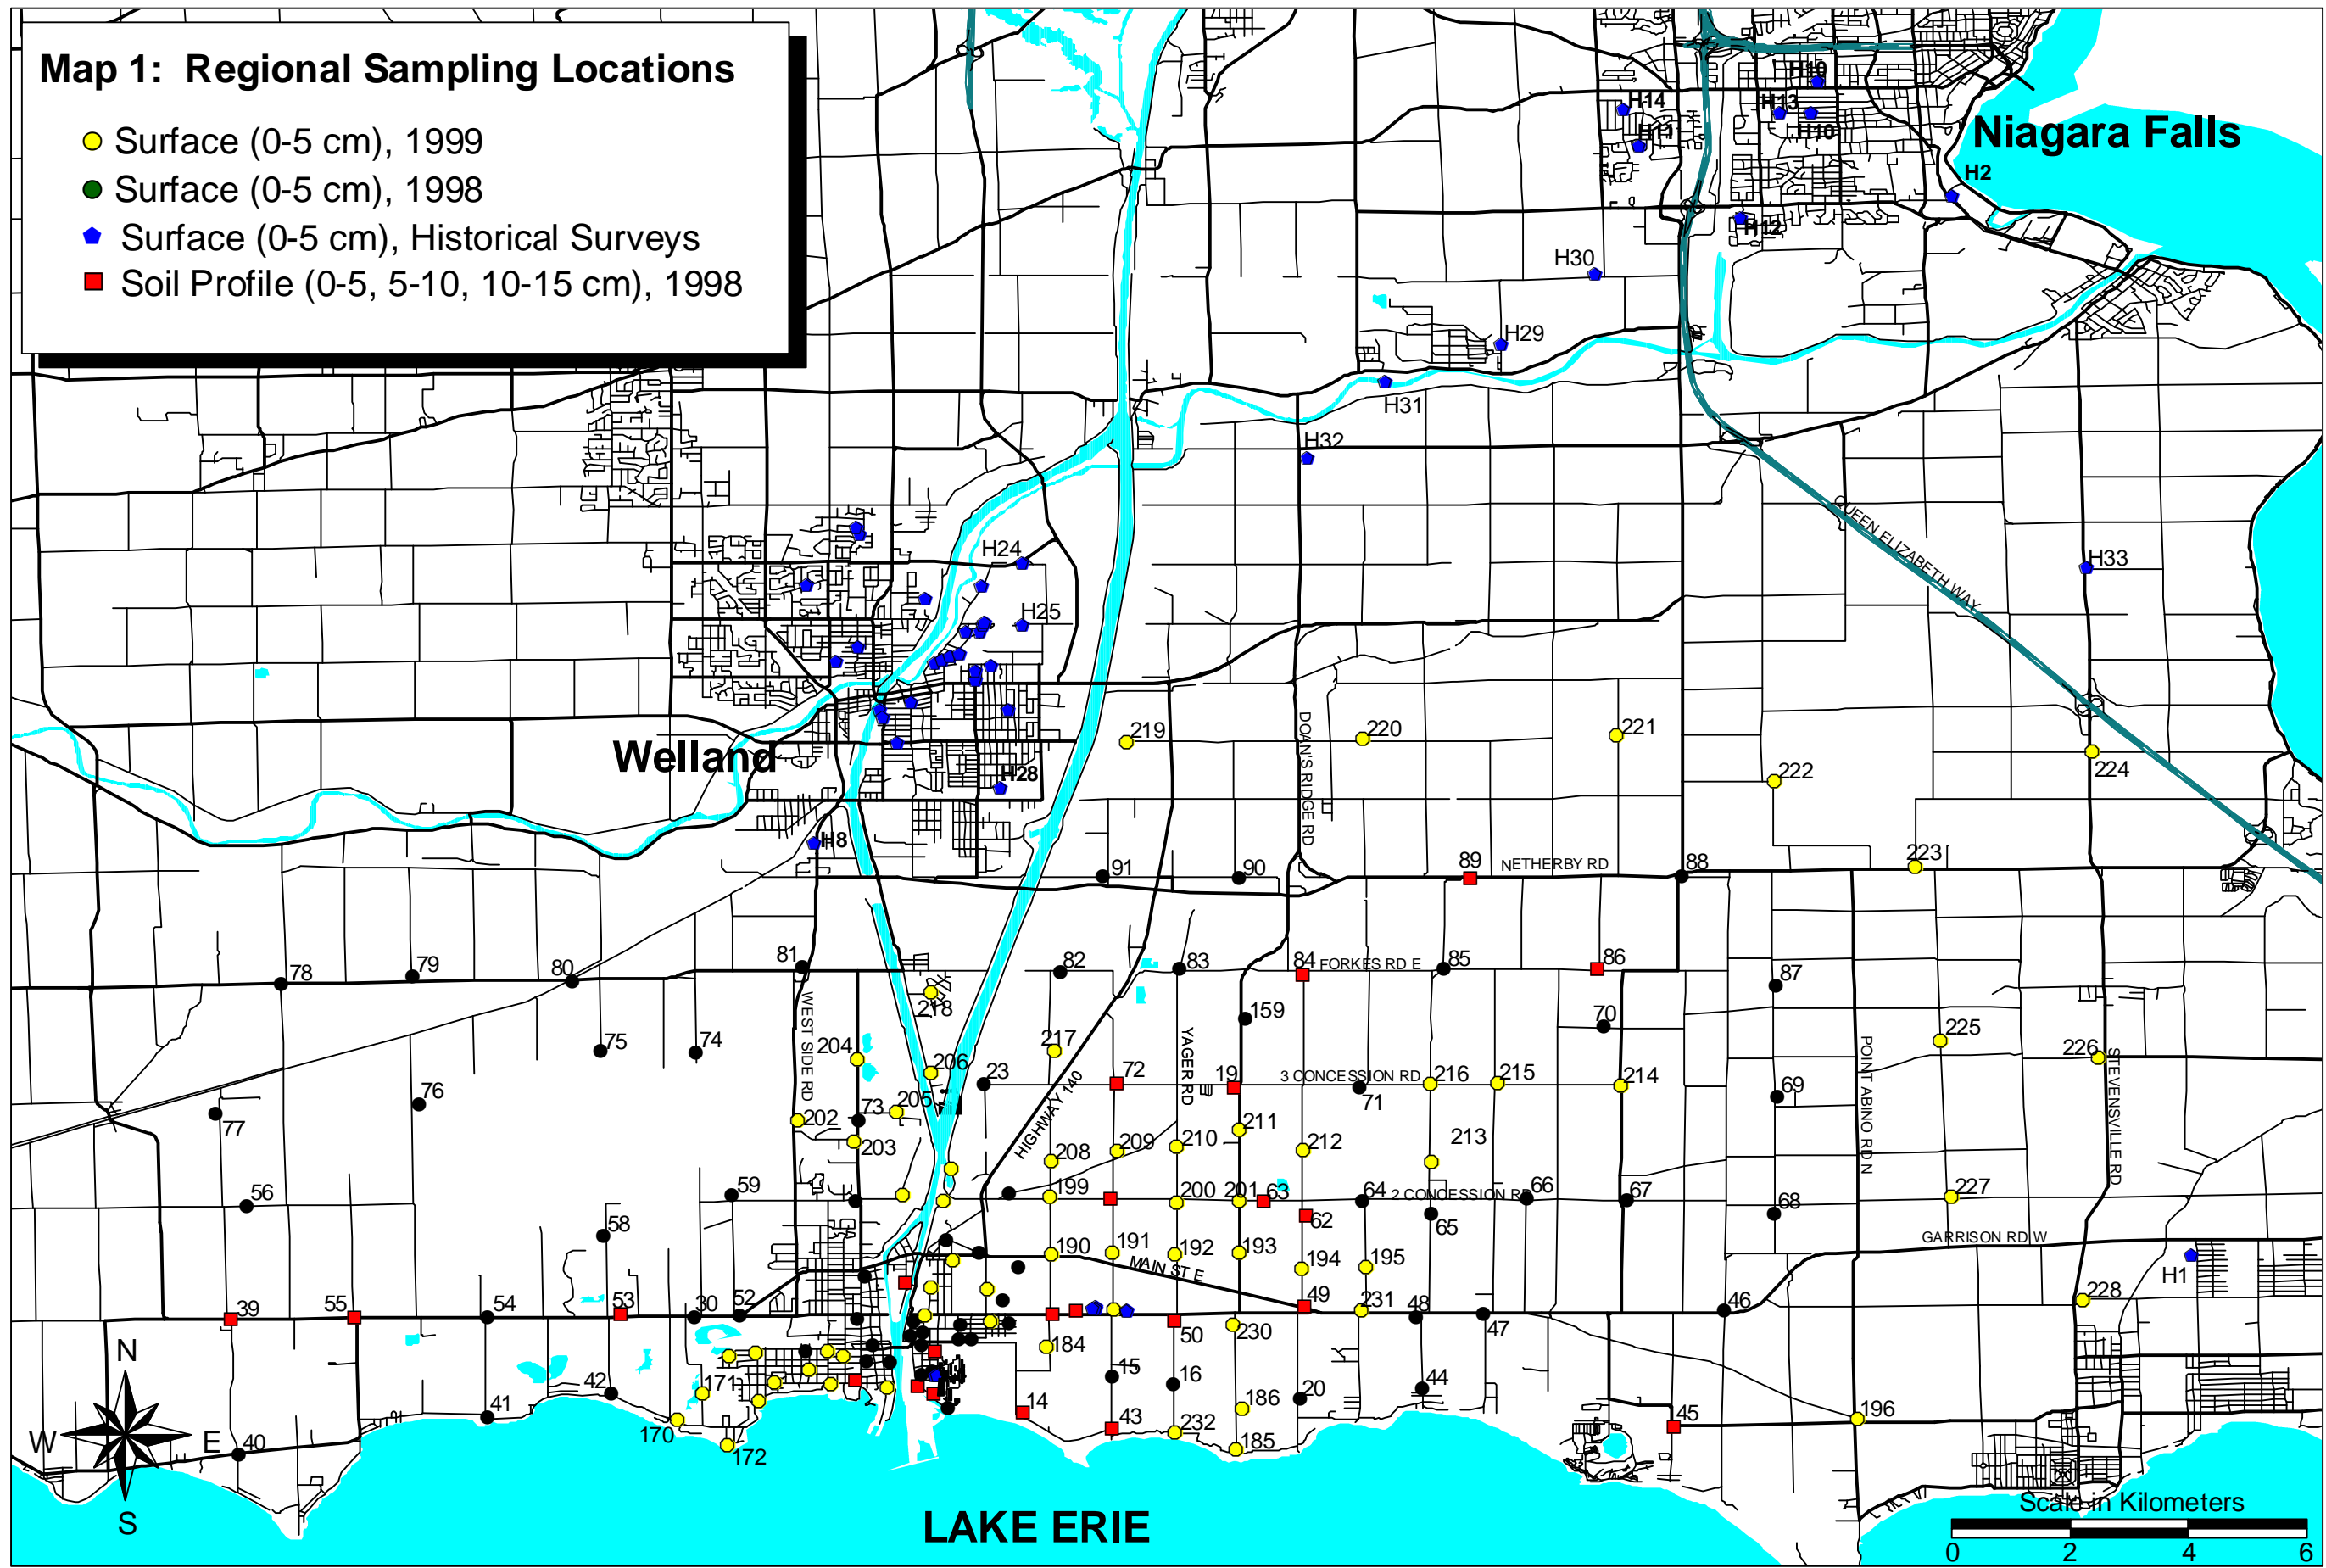 Map 1: Regional Sampling Locations
Surface (0-5 cm), 1999
Surface (0-5 cm), 1998
Surface (0-5 cm), Historical Surveys
Soil Profile (0-5, 5-10, 10-15 cm), 1998
H10
H14
H13
H10
H11
Niagara Falls
H2
H12
H30
H29
H31
H32
QUEEN ELIZABETH WAY
H24
H33
H25
Welland
219
DOAN'S RIDGE RD
220
221
222
224
H28
H8
91
90
89
NETHERBY RD
88
223
78
79
80
81
82
83
84
FORKES RD E
85
86
87
218
WEST SIDE RD
159
70
75
74
204
217
YAGER RD
225
226
206
23
72
19
3 CONCESSION RD
216
215
214
71
69
POINT ABINO RD N
STEVENSVILLE RD
76
77
202
73
205
203
HIGHWAY 140
208
209
210
211
212
213
56
59
199
200
201
63
64
2 CONCESSION RD
66
67
68
227
58
62
65
190
191
192
193
194
195
MAIN ST E
GARRISON RD W
H1
228
39
55
54
53
30
52
49
231
48
47
46
50
230
184
15
16
171
186
20
44
42
41
14
43
232
185
45
196
170
172
40
N
W
E
S
LAKE ERIE
Scale in Kilometers
0
2
4
6